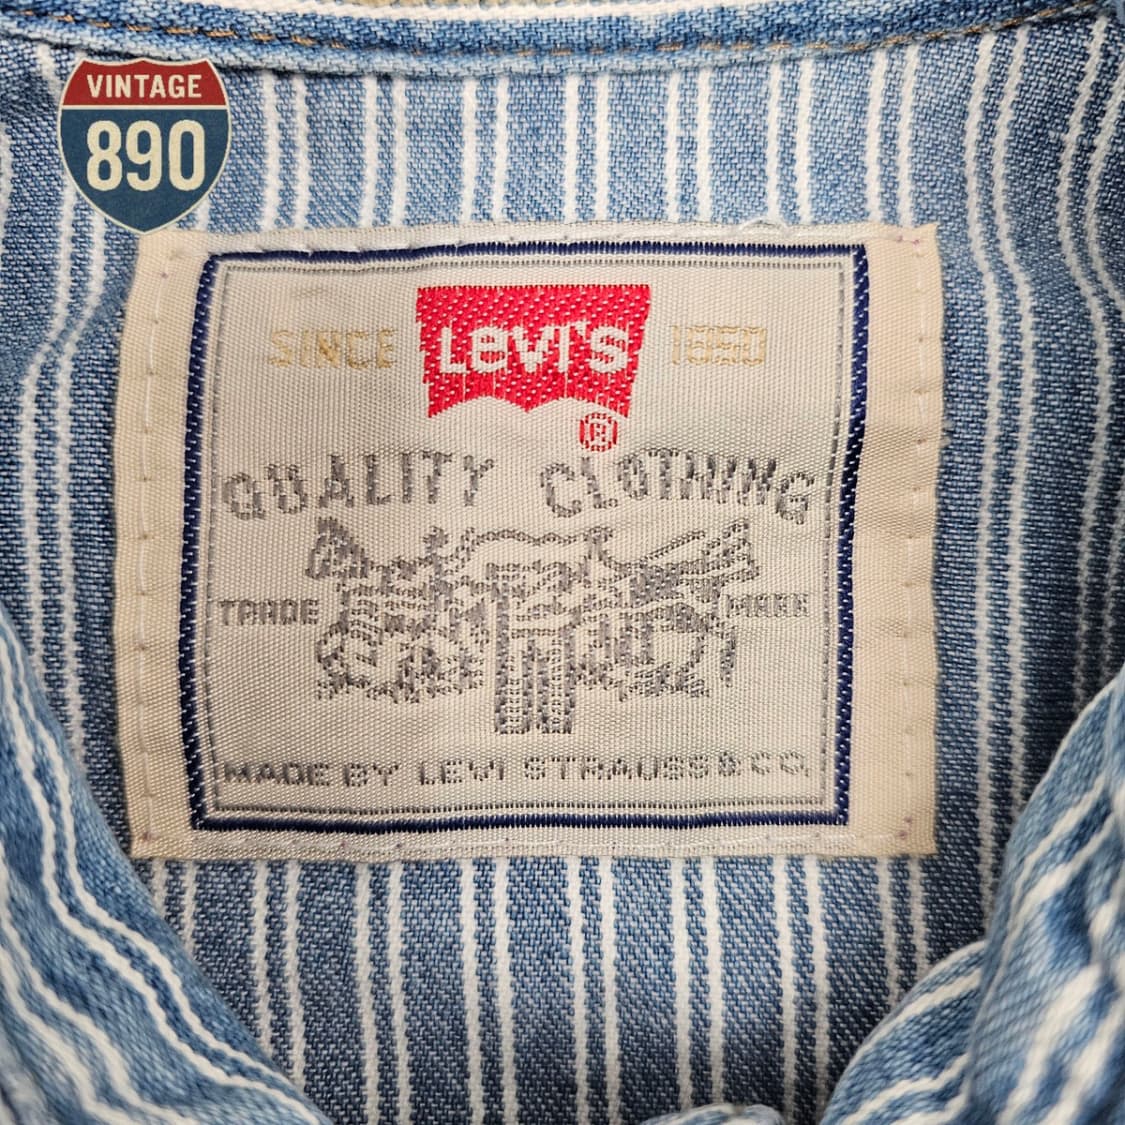 VINTAGE
890
SINCE LEVI'S 1850
®
QUALITY CLOTHING
TRADE MARK
MADE BY LEVI STRAUSS & CO.